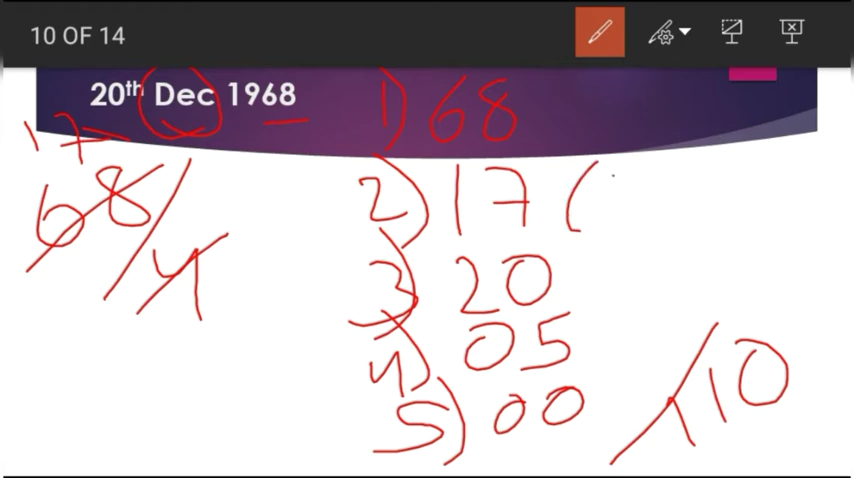 10 OF 14
20th Dec 1968
1) 68
17
68/4
2) 17 (
3) 20
4) 05
5) 00
110